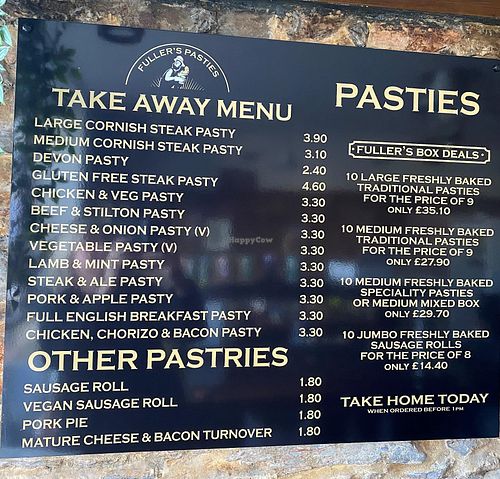 FULLER'S PASTIES
TAKE AWAY MENU
LARGE CORNISH STEAK PASTY 3.90
MEDIUM CORNISH STEAK PASTY 3.10
DEVON PASTY 2.40
GLUTEN FREE STEAK PASTY 4.60
CHICKEN & VEG PASTY 3.30
BEEF & STILTON PASTY 3.30
CHEESE & ONION PASTY (V) 3.30
VEGETABLE PASTY (V) 3.30
LAMB & MINT PASTY 3.30
STEAK & ALE PASTY 3.30
PORK & APPLE PASTY 3.30
FULL ENGLISH BREAKFAST PASTY 3.30
CHICKEN, CHORIZO & BACON PASTY 3.30
OTHER PASTRIES
SAUSAGE ROLL 1.80
VEGAN SAUSAGE ROLL 1.80
PORK PIE 1.80
MATURE CHEESE & BACON TURNOVER 1.80
PASTIES
FULLER'S BOX DEALS
10 LARGE FRESHLY BAKED
TRADITIONAL PASTIES
FOR THE PRICE OF 9
ONLY £35.10
10 MEDIUM FRESHLY BAKED
TRADITIONAL PASTIES
FOR THE PRICE OF 9
ONLY £27.90
10 MEDIUM FRESHLY BAKED
SPECIALITY PASTIES
OR MEDIUM MIXED BOX
ONLY £29.70
10 JUMBO FRESHLY BAKED
SAUSAGE ROLLS
FOR THE PRICE OF 8
ONLY £14.40
TAKE HOME TODAY
WHEN ORDERED BEFORE 1PM
HappyCow